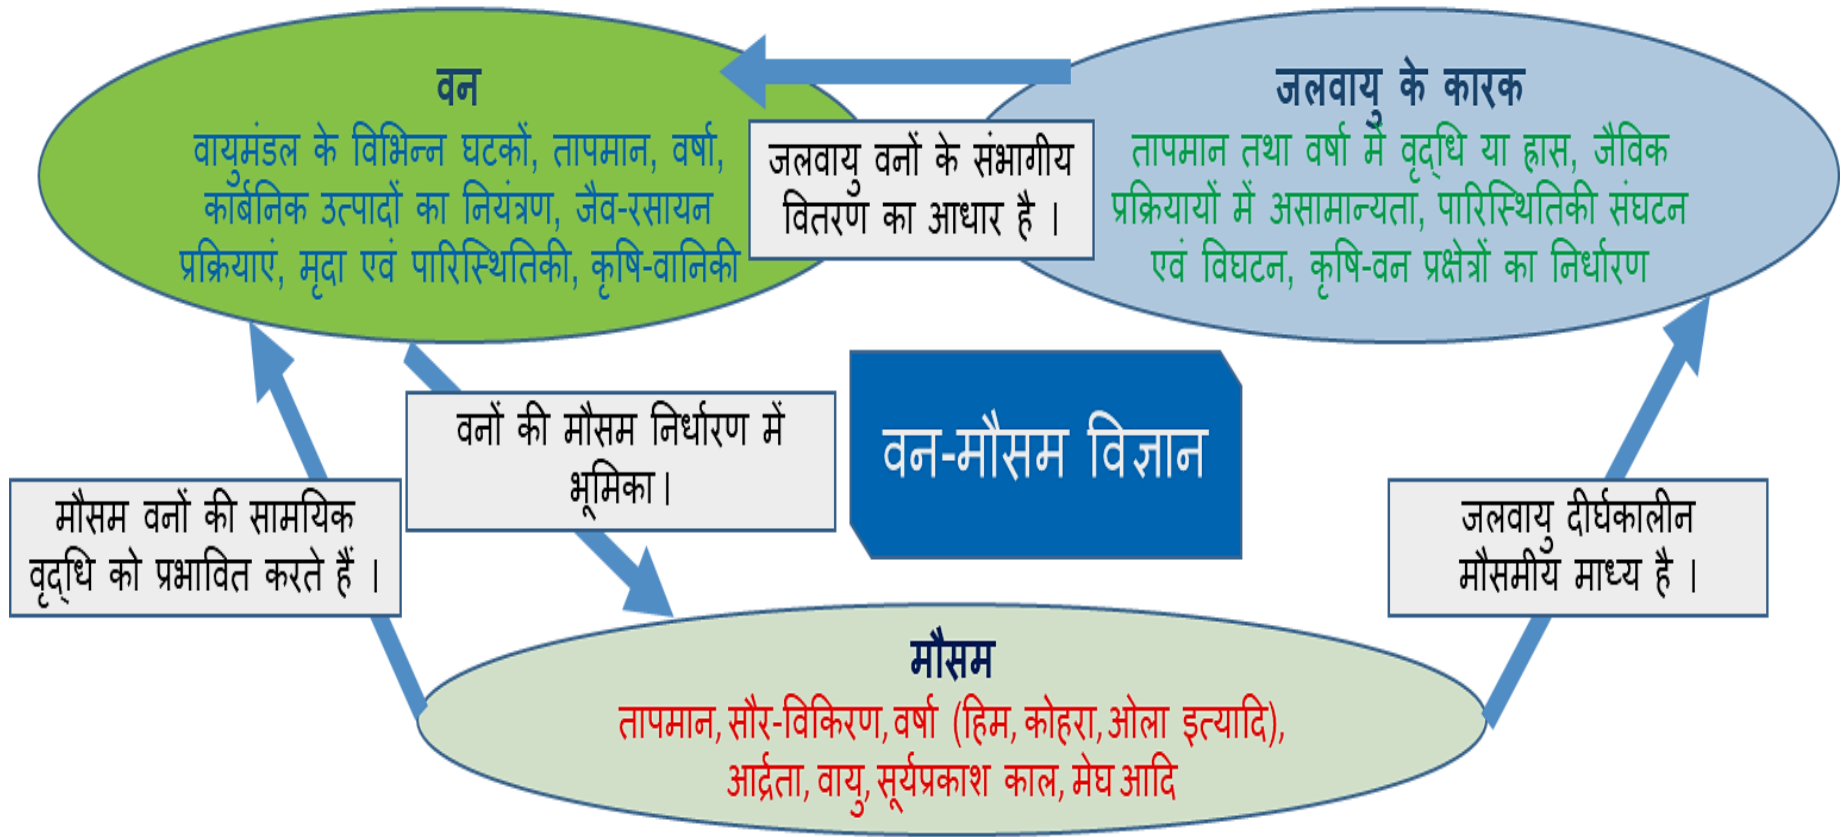 वन
वायुमंडल के विभिन्न घटकों, तापमान, वर्षा,
कार्बनिक उत्पादों का नियंत्रण, जैव-रसायन
प्रक्रियाएं, मृदा एवं पारिस्थितिकी, कृषि-वानिकी
जलवायु वनों के संभागीय
वितरण का आधार है ।
जलवायु के कारक
तापमान तथा वर्षा में वृद्धि या ह्रास, जैविक
प्रक्रियायों में असामान्यता, पारिस्थितिकी संघटन
एवं विघटन, कृषि-वन प्रक्षेत्रों का निर्धारण
वनों की मौसम निर्धारण में
भूमिका।
वन-मौसम विज्ञान
मौसम वनों की सामयिक
वृद्धि को प्रभावित करते हैं ।
जलवायु दीर्घकालीन
मौसमीय माध्य है ।
मौसम
तापमान, सौर-विकिरण, वर्षा (हिम, कोहरा, ओला इत्यादि),
आर्द्रता, वायु, सूर्यप्रकाश काल, मेघ आदि